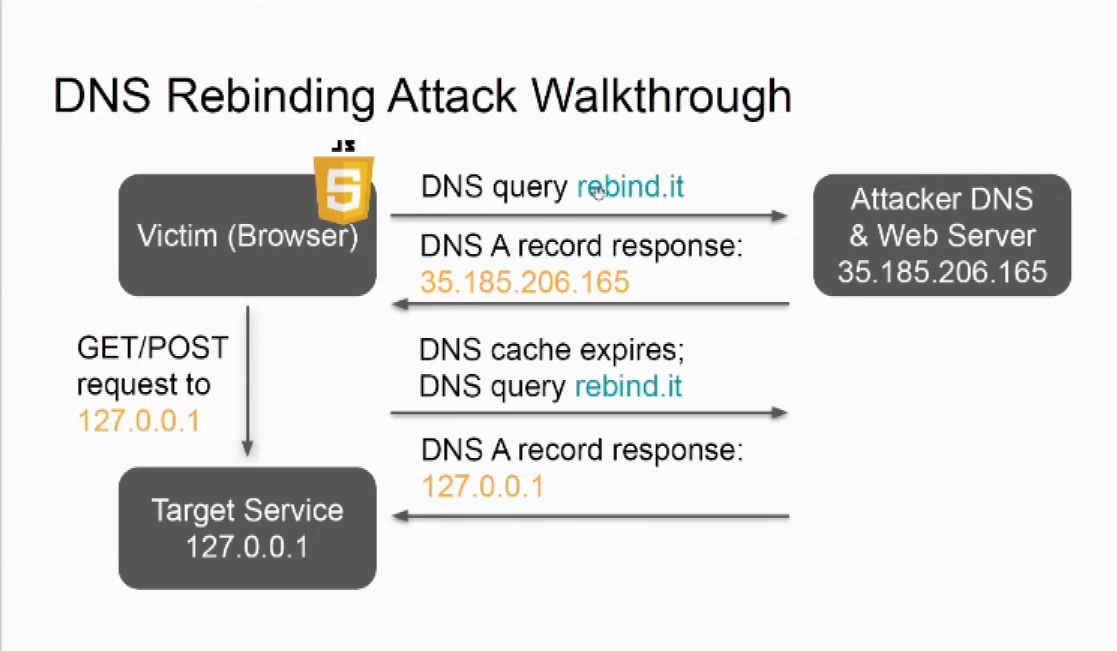 DNS Rebinding Attack Walkthrough
JS
5
Victim (Browser)
DNS query rebind.it
DNS A record response:
35.185.206.165
Attacker DNS
& Web Server
35.185.206.165
GET/POST
request to
127.0.0.1
DNS cache expires;
DNS query rebind.it
DNS A record response:
127.0.0.1
Target Service
127.0.0.1